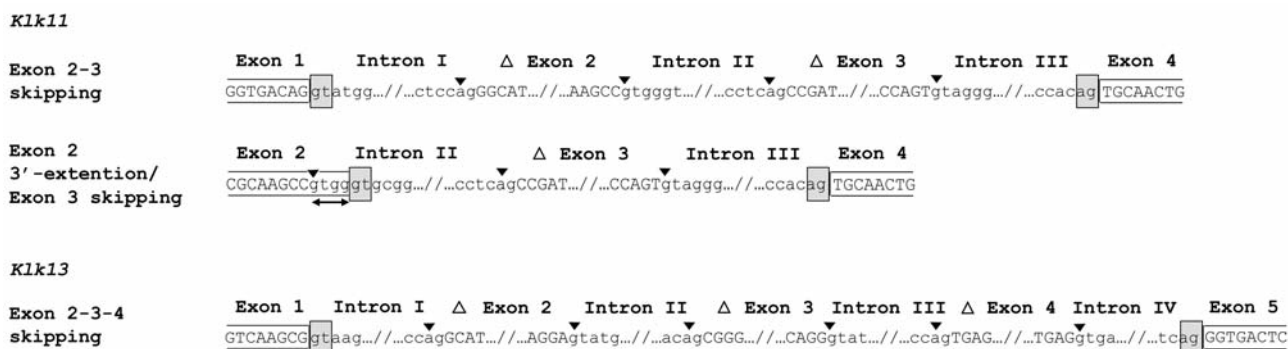 Klk11
Exon 1 Intron I Δ Exon 2 Intron II Δ Exon 3 Intron III Exon 4
Exon 2-3
skipping
GGTGACAGgtatgg…//…ctccagGGCAT…//…AAGCCgtgggt…//…cctcagCCGAT…//…CCAGTgtaggg…//…ccacagTGCAACTG
Exon 2
3’-extention/
Exon 3 skipping
Exon 2 Intron II Δ Exon 3 Intron III Exon 4
CGCAAGCCgtgggtgcgg…//…cctcagCCGAT…//…CCAGTgtaggg…//…ccacagTGCAACTG
Klk13
Exon 2-3-4
skipping
Exon 1 Intron I Δ Exon 2 Intron II Δ Exon 3 Intron III Δ Exon 4 Intron IV Exon 5
GTCAAGCGgtaag…//…ccagGCAT…//…AGGAgtatg…//…acagCGGG…//…CAGGgtat…//…ccagTGAG…//…TGAGgtga…//…tcagGGTGACTC